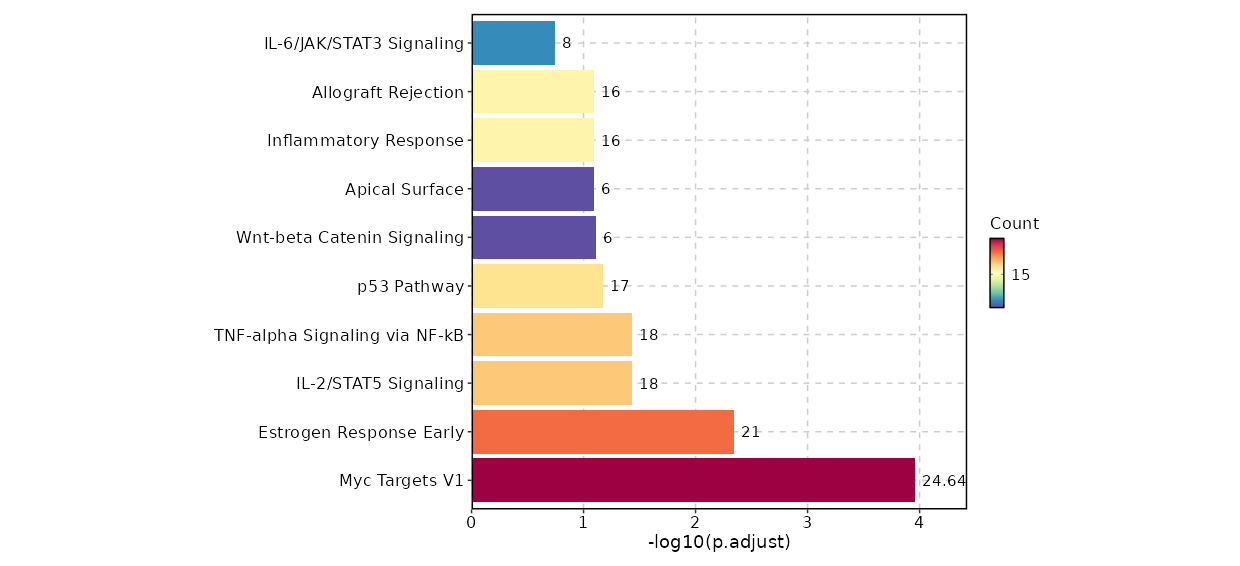 IL-6/JAK/STAT3 Signaling 8
Allograft Rejection 16
Inflammatory Response 16
Apical Surface 6
Wnt-beta Catenin Signaling 6
p53 Pathway 17
TNF-alpha Signaling via NF-kB 18
IL-2/STAT5 Signaling 18
Estrogen Response Early 21
Myc Targets V1 24.64
0 1 2 3 4
-log10(p.adjust)
Count
15